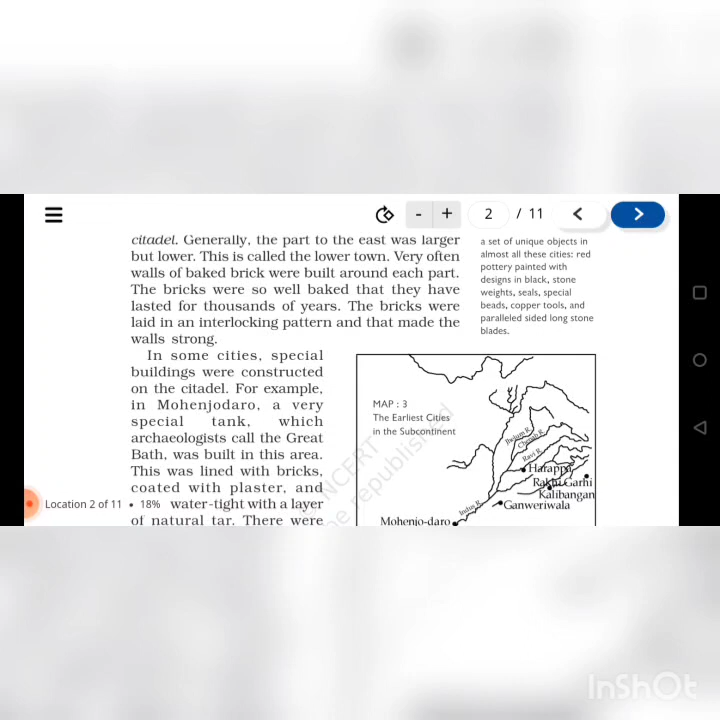 2 / 11
citadel. Generally, the part to the east was larger
but lower. This is called the lower town. Very often
walls of baked brick were built around each part.
The bricks were so well baked that they have
lasted for thousands of years. The bricks were
laid in an interlocking pattern and that made the
walls strong.
In some cities, special
buildings were constructed
on the citadel. For example,
in Mohenjodaro, a very
special tank, which
archaeologists call the Great
Bath, was built in this area.
This was lined with bricks,
coated with plaster, and
water-tight with a layer
of natural tar. There were
Location 2 of 11 • 18%
a set of unique objects in
almost all these cities: red
pottery painted with
designs in black, stone
weights, seals, special
beads, copper tools, and
paralleled sided long stone
blades.
MAP : 3
The Earliest Cities
in the Subcontinent
Jhelum R.
Chenab R.
Ravi R.
Harappa
Rakhi Garhi
Kalibangan
Ganweriwala
Indus R.
Mohenjo-daro
NCERT
be republished
InShOt